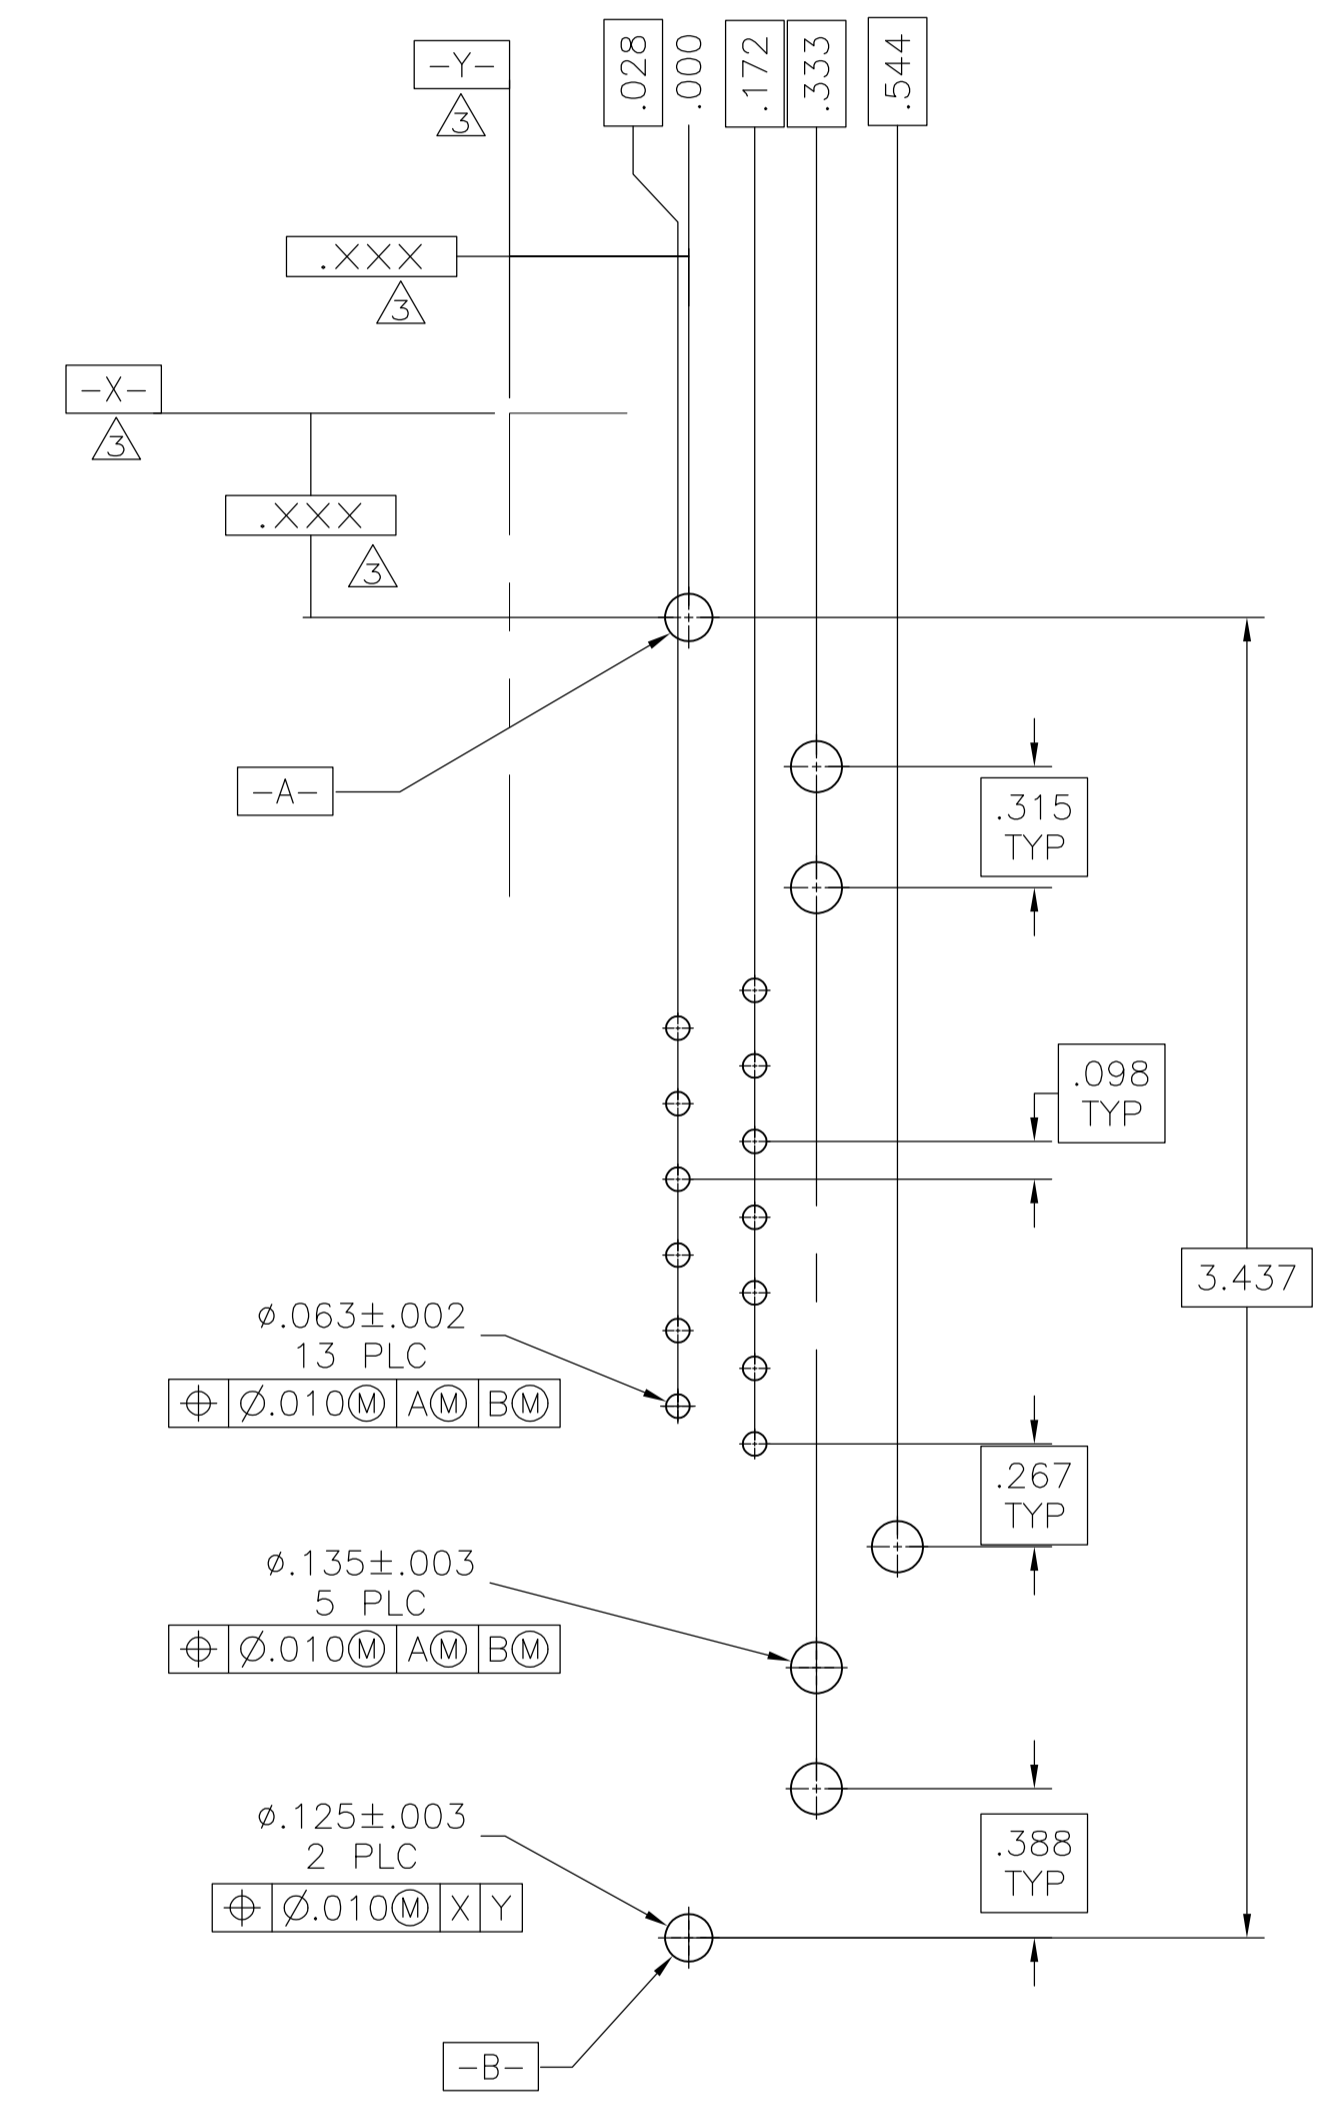 .028
.000
.172
.333
.544
-Y-
3
.XXX
3
-X-
3
.XXX
3
-A-
.315
TYP
.098
TYP
3.437
⌀.063±.002
13 PLC
⌖ ⌀.010Ⓜ AⓂ BⓂ
.267
TYP
⌀.135±.003
5 PLC
⌖ ⌀.010Ⓜ AⓂ BⓂ
⌀.125±.003
2 PLC
⌖ ⌀.010Ⓜ X Y
.388
TYP
-B-